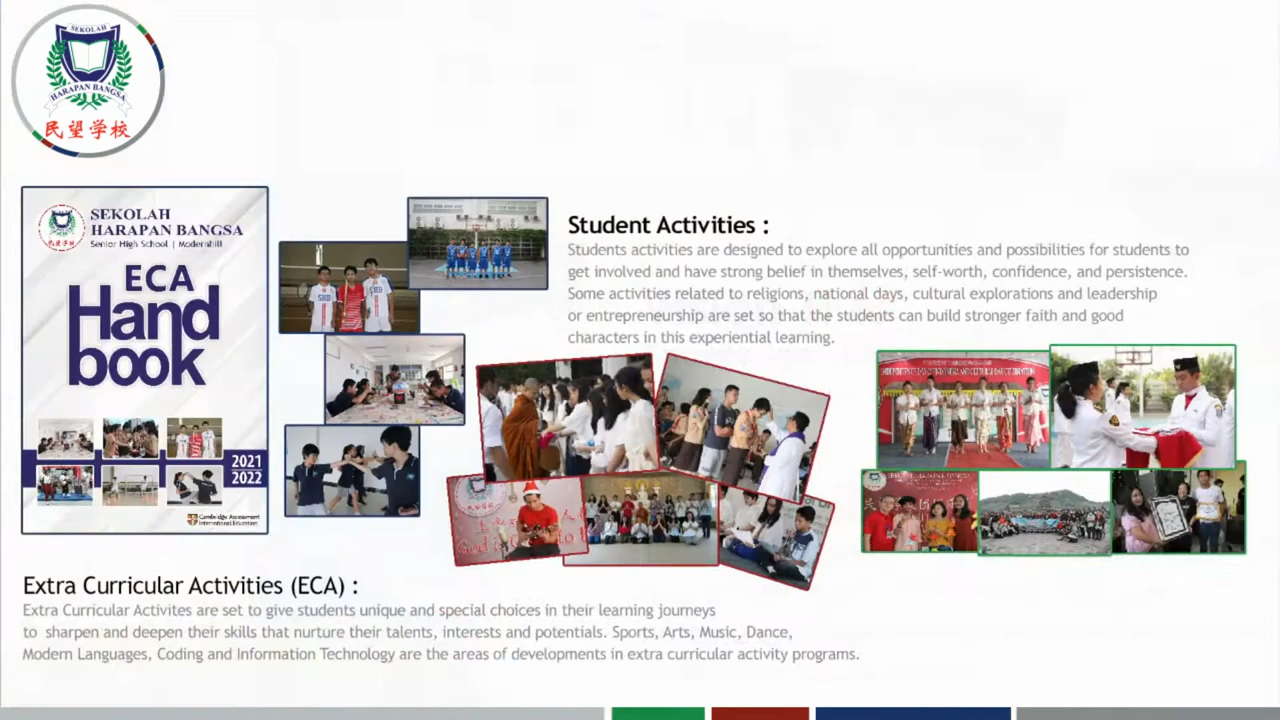 SEKOLAH
HARAPAN BANGSA
民望学校
SEKOLAH
HARAPAN BANGSA
Senior High School | Modernhill
ECA
Hand
book
2021
2022
Cambridge Assessment
International Education
Student Activities :
Students activities are designed to explore all opportunities and possibilities for students to
get involved and have strong belief in themselves, self-worth, confidence, and persistence.
Some activities related to religions, national days, cultural explorations and leadership
or entrepreneurship are set so that the students can build stronger faith and good
characters in this experiential learning.
Extra Curricular Activities (ECA) :
Extra Curricular Activites are set to give students unique and special choices in their learning journeys
to sharpen and deepen their skills that nurture their talents, interests and potentials. Sports, Arts, Music, Dance,
Modern Languages, Coding and Information Technology are the areas of developments in extra curricular activity programs.